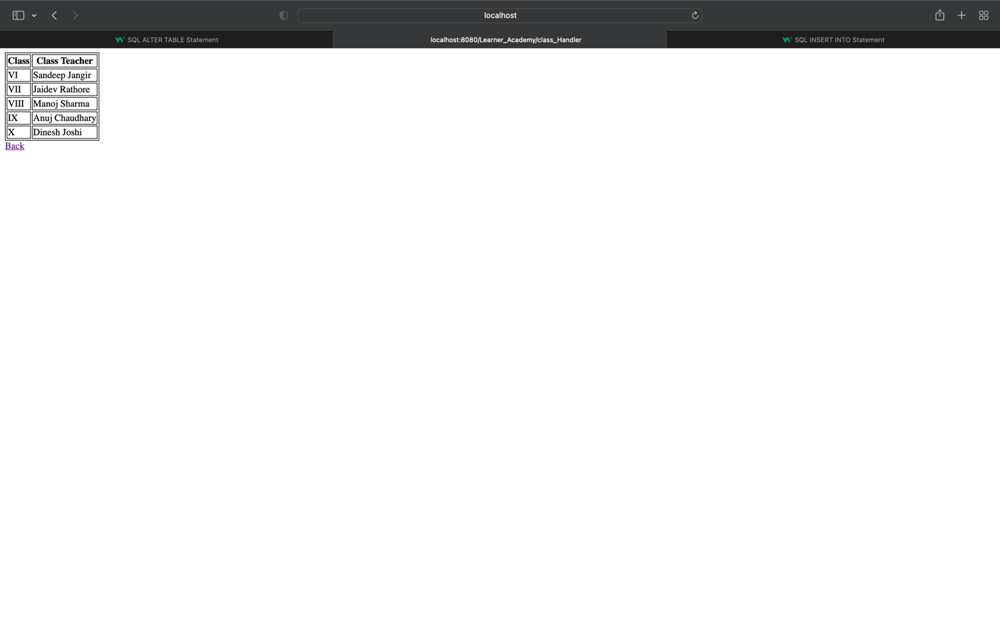 localhost
SQL ALTER TABLE Statement
localhost:8080/Learner_Academy/class_Handler
SQL INSERT INTO Statement
Class Class Teacher
VI Sandeep Jangir
VII Jaidev Rathore
VIII Manoj Sharma
IX Anuj Chaudhary
X Dinesh Joshi
Back